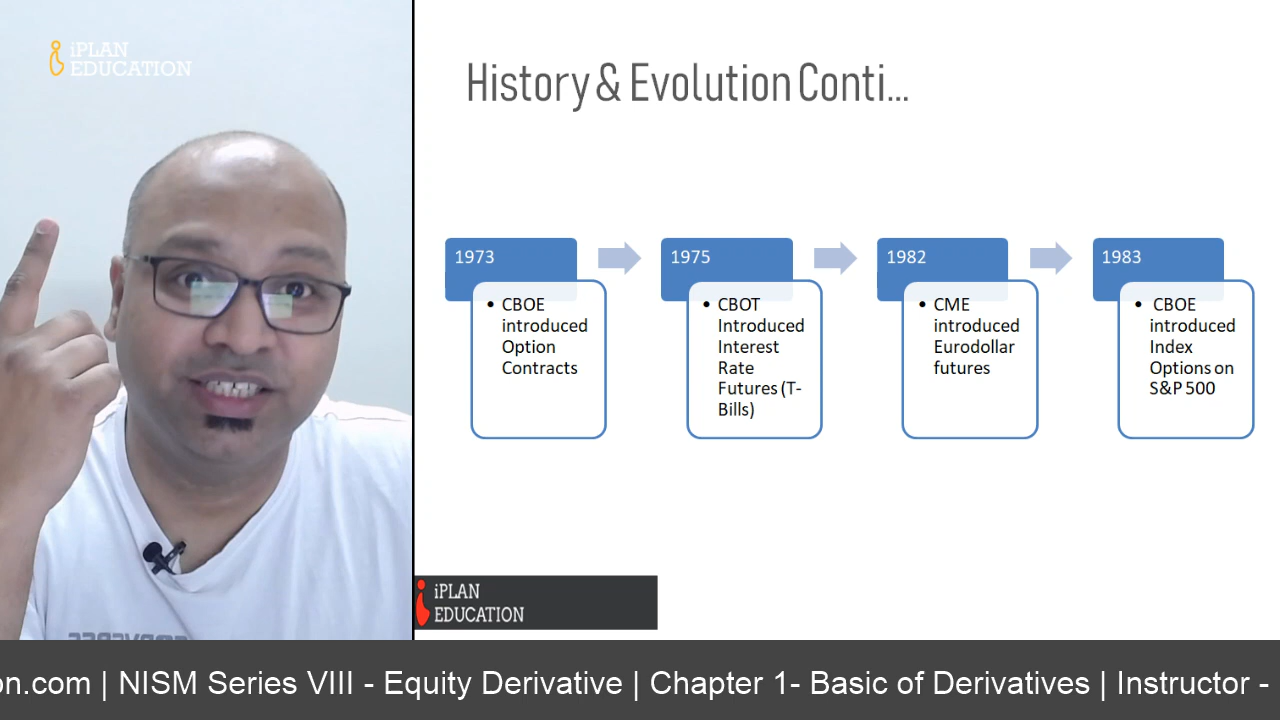 iPLAN
EDUCATION
History & Evolution Conti...
1973
• CBOE
introduced
Option
Contracts
1975
• CBOT
Introduced
Interest
Rate
Futures (T-
Bills)
1982
• CME
introduced
Eurodollar
futures
1983
• CBOE
introduced
Index
Options on
S&P 500
iPLAN
EDUCATION
on.com | NISM Series VIII - Equity Derivative | Chapter 1- Basic of Derivatives | Instructor -